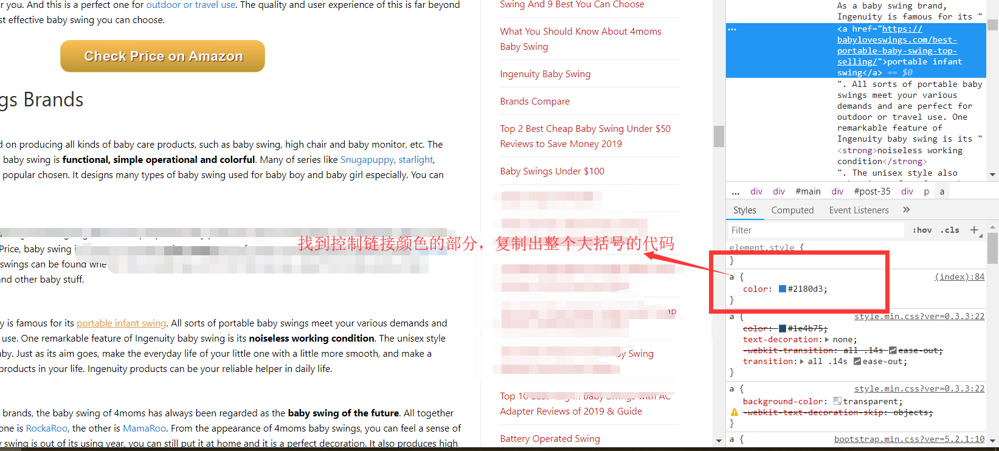 r you. And this is a perfect one for outdoor or travel use. The quality and user experience of this is far beyond
st effective baby swing you can choose.
Check Price on Amazon
gs Brands
d on producing all kinds of baby care products, such as baby swing, high chair and baby monitor, etc. The
baby swing is functional, simple operational and colorful. Many of series like Snugapuppy, starlight,
popular chosen. It designs many types of baby swing used for baby boy and baby girl especially. You can
Price, baby swing
swings can be found whe
nd other baby stuff.
y is famous for its portable infant swing. All sorts of portable baby swings meet your various demands and
use. One remarkable feature of Ingenuity baby swing is its noiseless working condition. The unisex style
aby. Just as its aim goes, make the everyday life of your little one with a little more smooth, and make a
products in your life. Ingenuity products can be your reliable helper in daily life.
brands, the baby swing of 4moms has always been regarded as the baby swing of the future. All together
one is RockaRoo, the other is MamaRoo. From the appearance of 4moms baby swings, you can feel a sense of
y swing is out of its using year, you can still put it at home and it is a perfect decoration. It also produces high
Swing And 9 Best You Can Choose
What You Should Know About 4moms
Baby Swing
Ingenuity Baby Swing
Brands Compare
Top 2 Best Cheap Baby Swing Under $50
Reviews to Save Money 2019
Baby Swings Under $100
找到控制链接颜色的部分，复制出整个大括号的代码
ap
by Swing
Top 10 Best Plug in Baby Swings with AC
Adapter Reviews of 2019 & Guide
Battery Operated Swing
As a baby swing brand,
Ingenuity is famous for its "
... <a href="https://
babyloveswings.com/best-
portable-baby-swing-top-
selling/">portable infant
swing</a> == $0
". All sorts of portable baby
swings meet your various
demands and are perfect for
outdoor or travel use. One
remarkable feature of
Ingenuity baby swing is its "
<strong>noiseless working
condition</strong>
". The unisex style also
... div div #main div #post-35 div p a
Styles Computed Event Listeners »
Filter :hov .cls +
element.style {
}
a { (index):84
color: #2180d3;
}
a { style.min.css?ver=0.3.3:22
color: #1e4b75;
text-decoration: none;
-webkit-transition: all .14s ease-out;
transition: all .14s ease-out;
}
a { style.min.css?ver=0.3.3:22
background-color: transparent;
-webkit-text-decoration-skip: objects;
}
a { bootstrap.min.css?ver=5.2.1:10